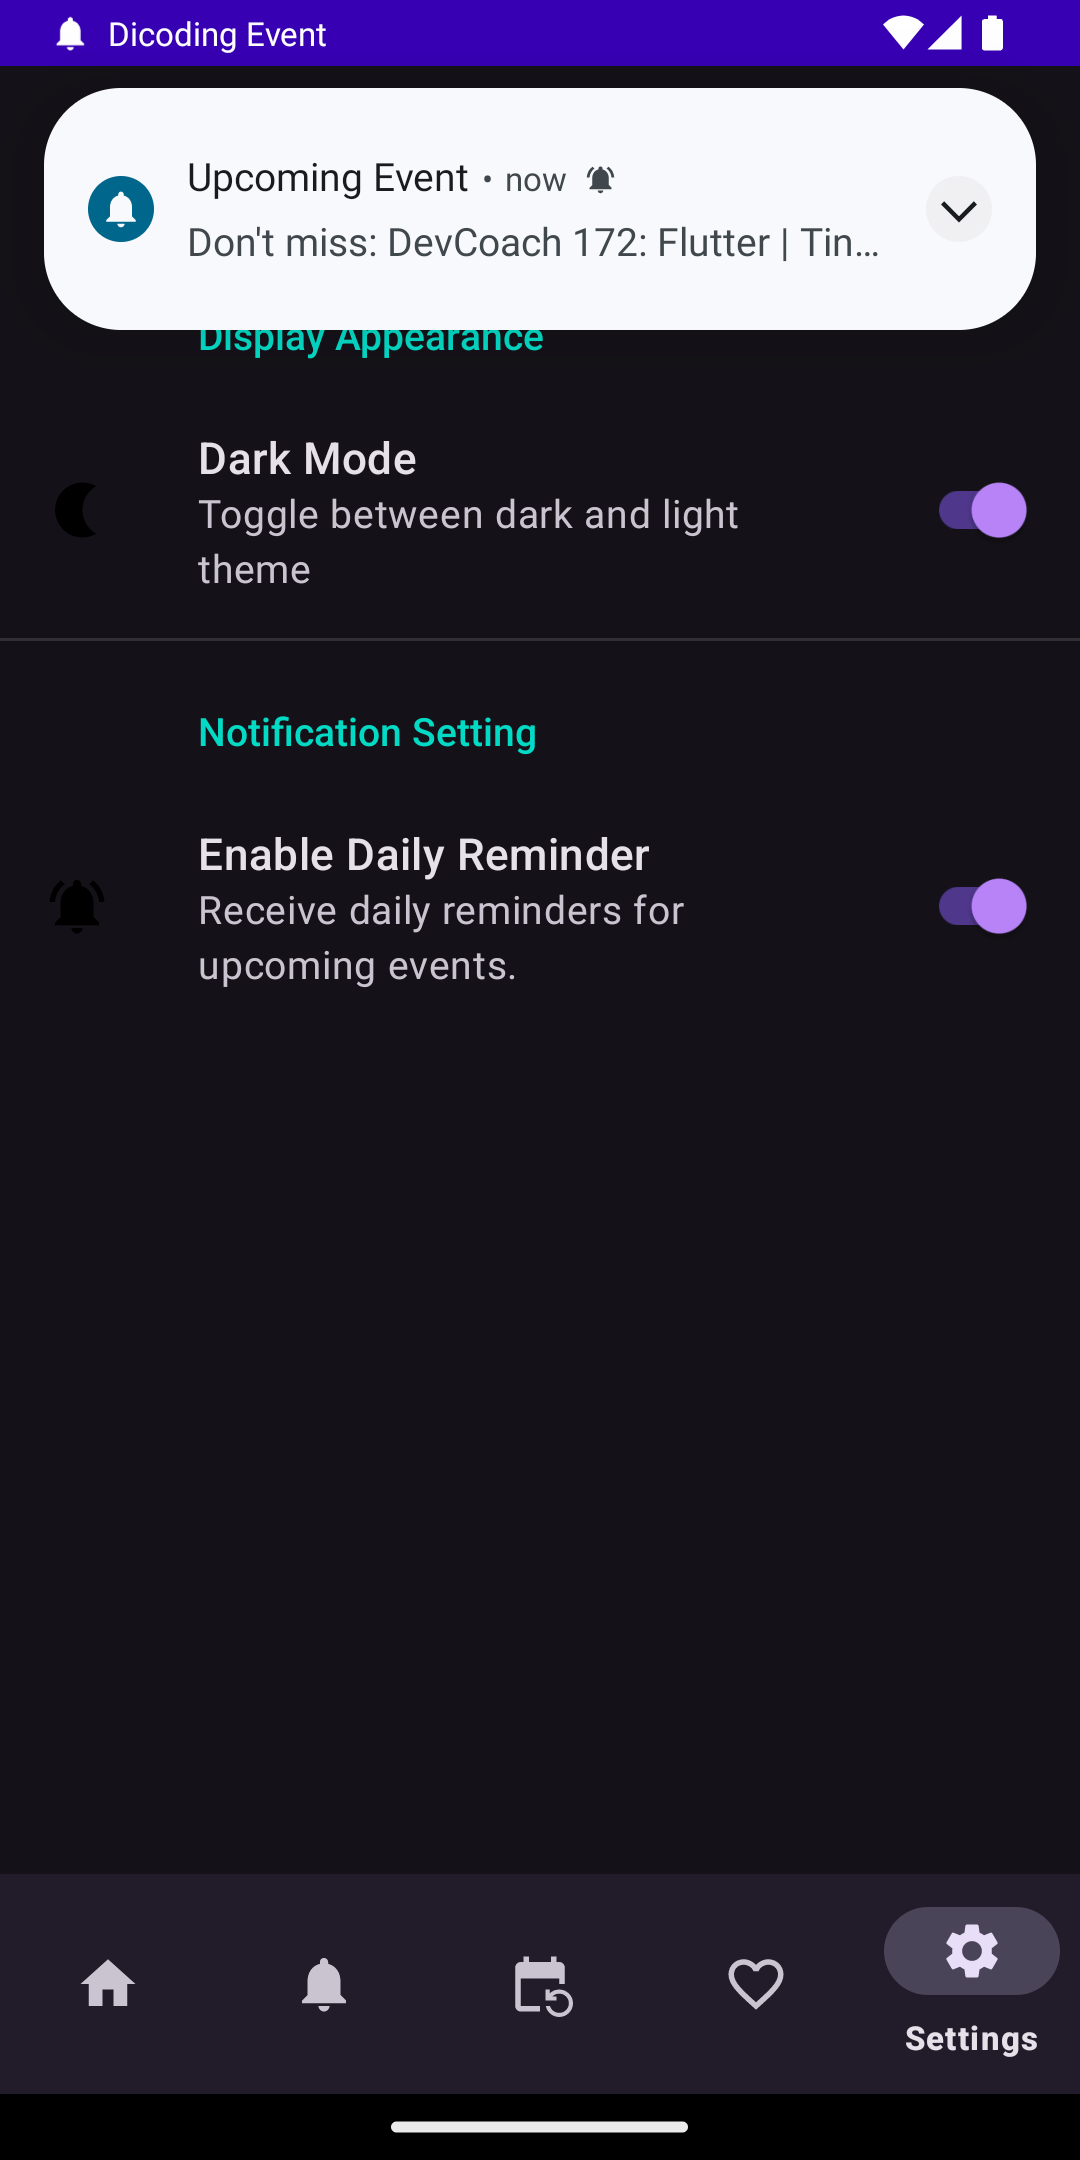 Dicoding Event
Upcoming Event • now
Don't miss: DevCoach 172: Flutter | Tin…
Display Appearance
Dark Mode
Toggle between dark and light
theme
Notification Setting
Enable Daily Reminder
Receive daily reminders for
upcoming events.
Settings